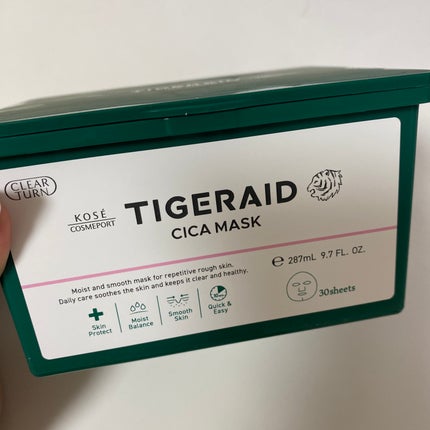 CLEAR
TURN
KOSÉ
COSMEPORT
TIGERAID
CICA MASK
℮ 287mL 9.7 FL. OZ.
Moist and smooth mask for repetitive rough skin.
Daily care soothes the skin and keeps it clear and healthy.
Skin
Protect
Moist
Balance
Smooth
Skin
Quick &
Easy
30sheets